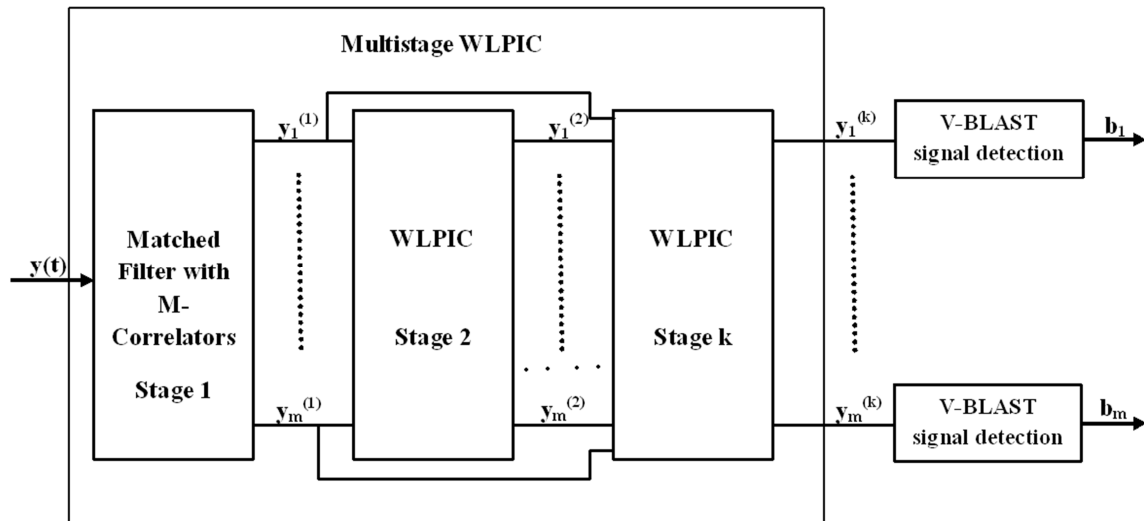 Multistage WLPIC
y(t)
Matched
Filter with
M-
Correlators
Stage 1
y₁⁽¹⁾
yₘ⁽¹⁾
WLPIC
Stage 2
y₁⁽²⁾
yₘ⁽²⁾
WLPIC
Stage k
y₁⁽ᵏ⁾
yₘ⁽ᵏ⁾
V-BLAST
signal detection
b₁
V-BLAST
signal detection
bₘ